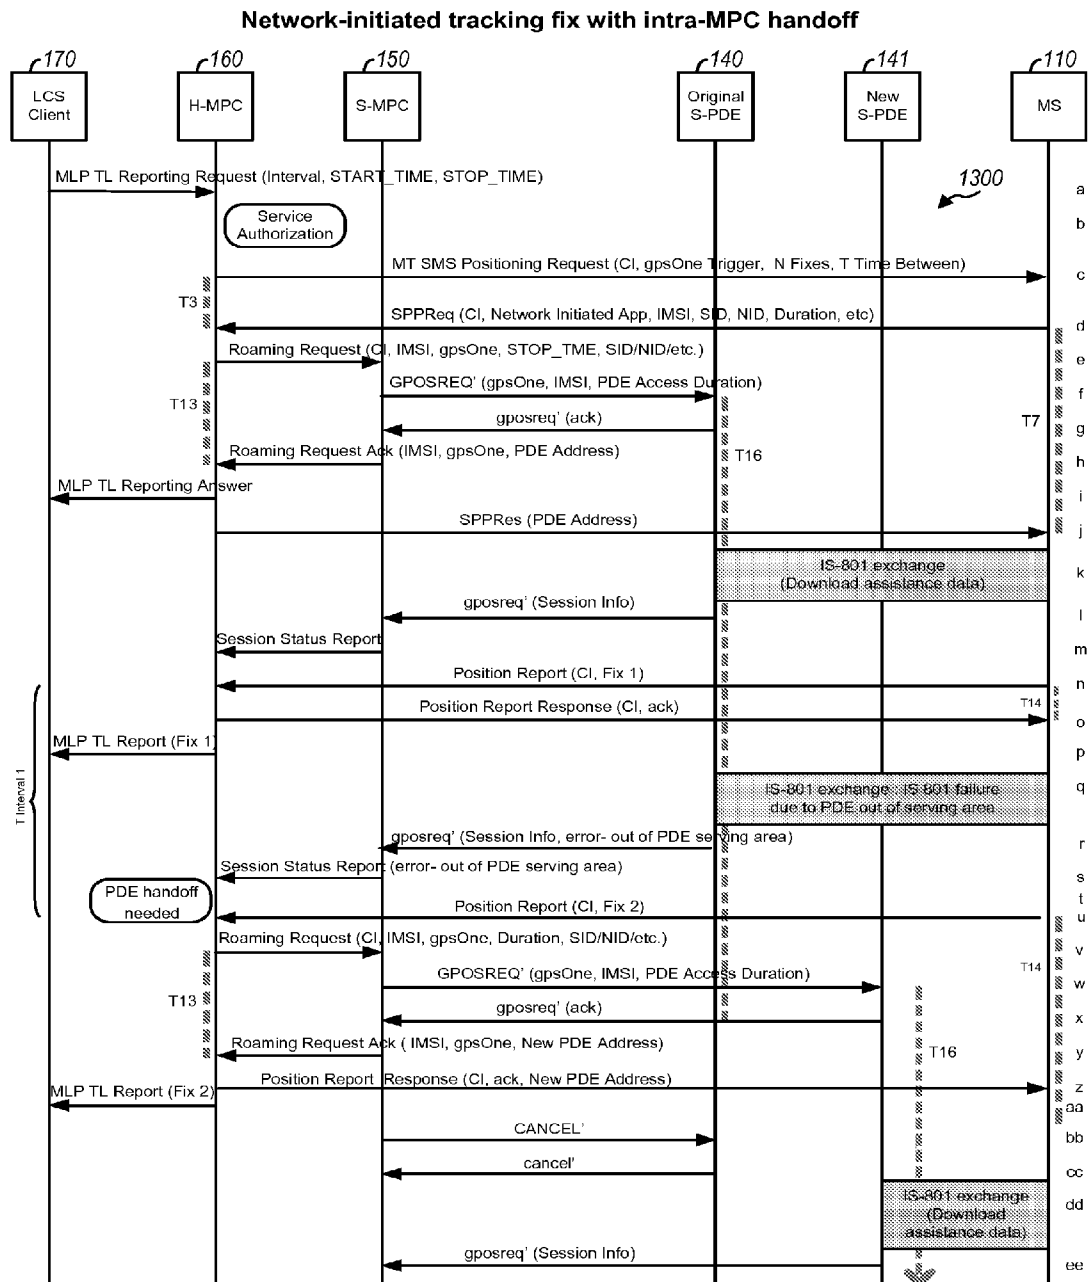 Network-initiated tracking fix with intra-MPC handoff
170
160
150
140
141
110
LCS
Client
H-MPC
S-MPC
Original
S-PDE
New
S-PDE
MS
MLP TL Reporting Request (Interval, START_TIME, STOP_TIME)
1300
a
Service
Authorization
b
MT SMS Positioning Request (CI, gpsOne Trigger, N Fixes, T Time Between)
c
T3
SPPReq (CI, Network Initiated App, IMSI, SID, NID, Duration, etc)
d
Roaming Request (CI, IMSI, gpsOne, STOP_TME, SID/NID/etc.)
e
GPOSREQ' (gpsOne, IMSI, PDE Access Duration)
f
T13
gposreq' (ack)
T7
g
Roaming Request Ack (IMSI, gpsOne, PDE Address)
T16
h
MLP TL Reporting Answer
i
SPPRes (PDE Address)
j
IS-801 exchange
(Download assistance data)
k
gposreq' (Session Info)
l
Session Status Report
m
Position Report (CI, Fix 1)
n
Position Report Response (CI, ack)
T14
o
MLP TL Report (Fix 1)
p
T Interval 1
IS-801 exchange : IS-801 failure
due to PDE out of serving area
q
gposreq' (Session Info, error- out of PDE serving area)
r
Session Status Report (error- out of PDE serving area)
s
PDE handoff
needed
t
Position Report (CI, Fix 2)
u
Roaming Request (CI, IMSI, gpsOne, Duration, SID/NID/etc.)
v
GPOSREQ' (gpsOne, IMSI, PDE Access Duration)
T14
w
T13
gposreq' (ack)
x
Roaming Request Ack ( IMSI, gpsOne, New PDE Address)
T16
y
Position Report Response (CI, ack, New PDE Address)
z
MLP TL Report (Fix 2)
aa
CANCEL'
bb
cancel'
cc
IS-801 exchange
(Download
assistance data)
dd
gposreq' (Session Info)
ee